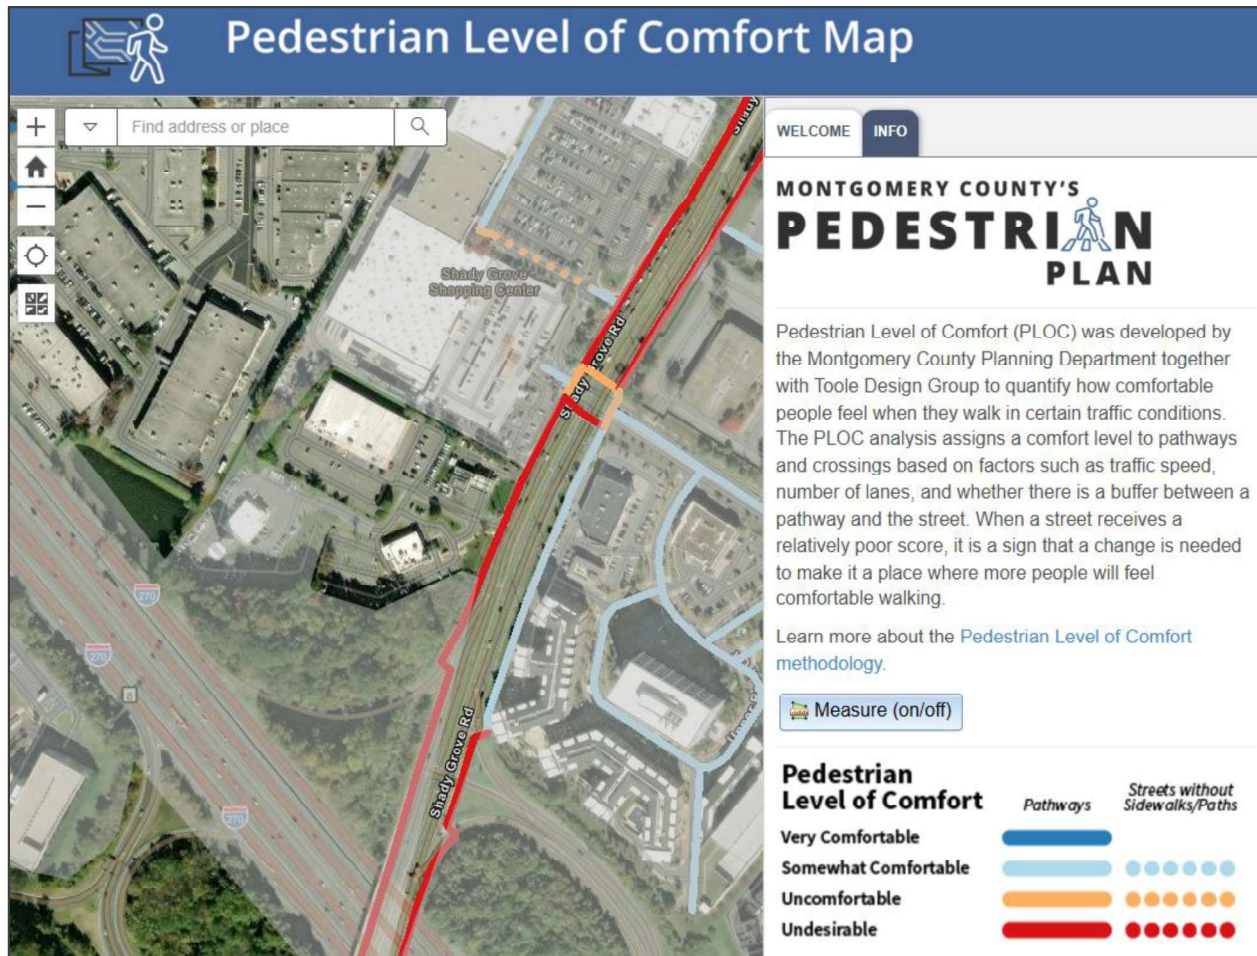 Pedestrian Level of Comfort Map
Find address or place
WELCOME
INFO
MONTGOMERY COUNTY'S
PEDESTRIAN
PLAN
Pedestrian Level of Comfort (PLOC) was developed by
the Montgomery County Planning Department together
with Toole Design Group to quantify how comfortable
people feel when they walk in certain traffic conditions.
The PLOC analysis assigns a comfort level to pathways
and crossings based on factors such as traffic speed,
number of lanes, and whether there is a buffer between a
pathway and the street. When a street receives a
relatively poor score, it is a sign that a change is needed
to make it a place where more people will feel
comfortable walking.
Learn more about the Pedestrian Level of Comfort
methodology.
Measure (on/off)
Pedestrian
Level of Comfort
Pathways
Streets without
Sidewalks/Paths
Very Comfortable
Somewhat Comfortable
Uncomfortable
Undesirable
Shady
Shady Grove
Shopping Center
Shady Grove Rd
270
270
8
Shady Grove Rd
270